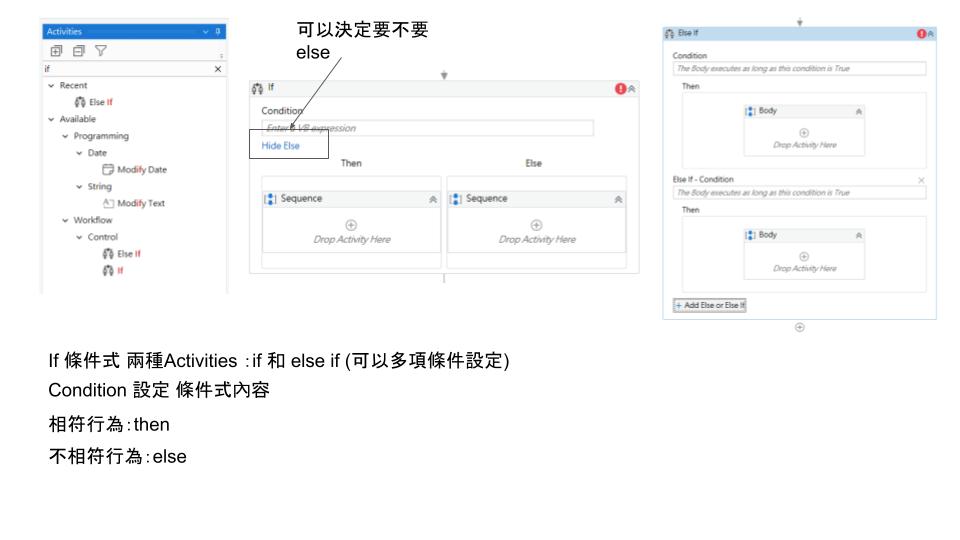 Activities
if
Recent
Else If
Available
Programming
Date
Modify Date
String
Modify Text
Workflow
Control
Else If
If
可以決定要不要
else
If
Condition
Enter a VB expression
Hide Else
Then
Else
Sequence
Sequence
Drop Activity Here
Drop Activity Here
Else If
Condition
The Body executes as long as this condition is True
Then
Body
Drop Activity Here
Else If - Condition
The Body executes as long as this condition is True
Then
Body
Drop Activity Here
+ Add Else or Else If
If 條件式 兩種Activities：if 和 else if (可以多項條件設定)
Condition 設定 條件式內容
相符行為：then
不相符行為：else